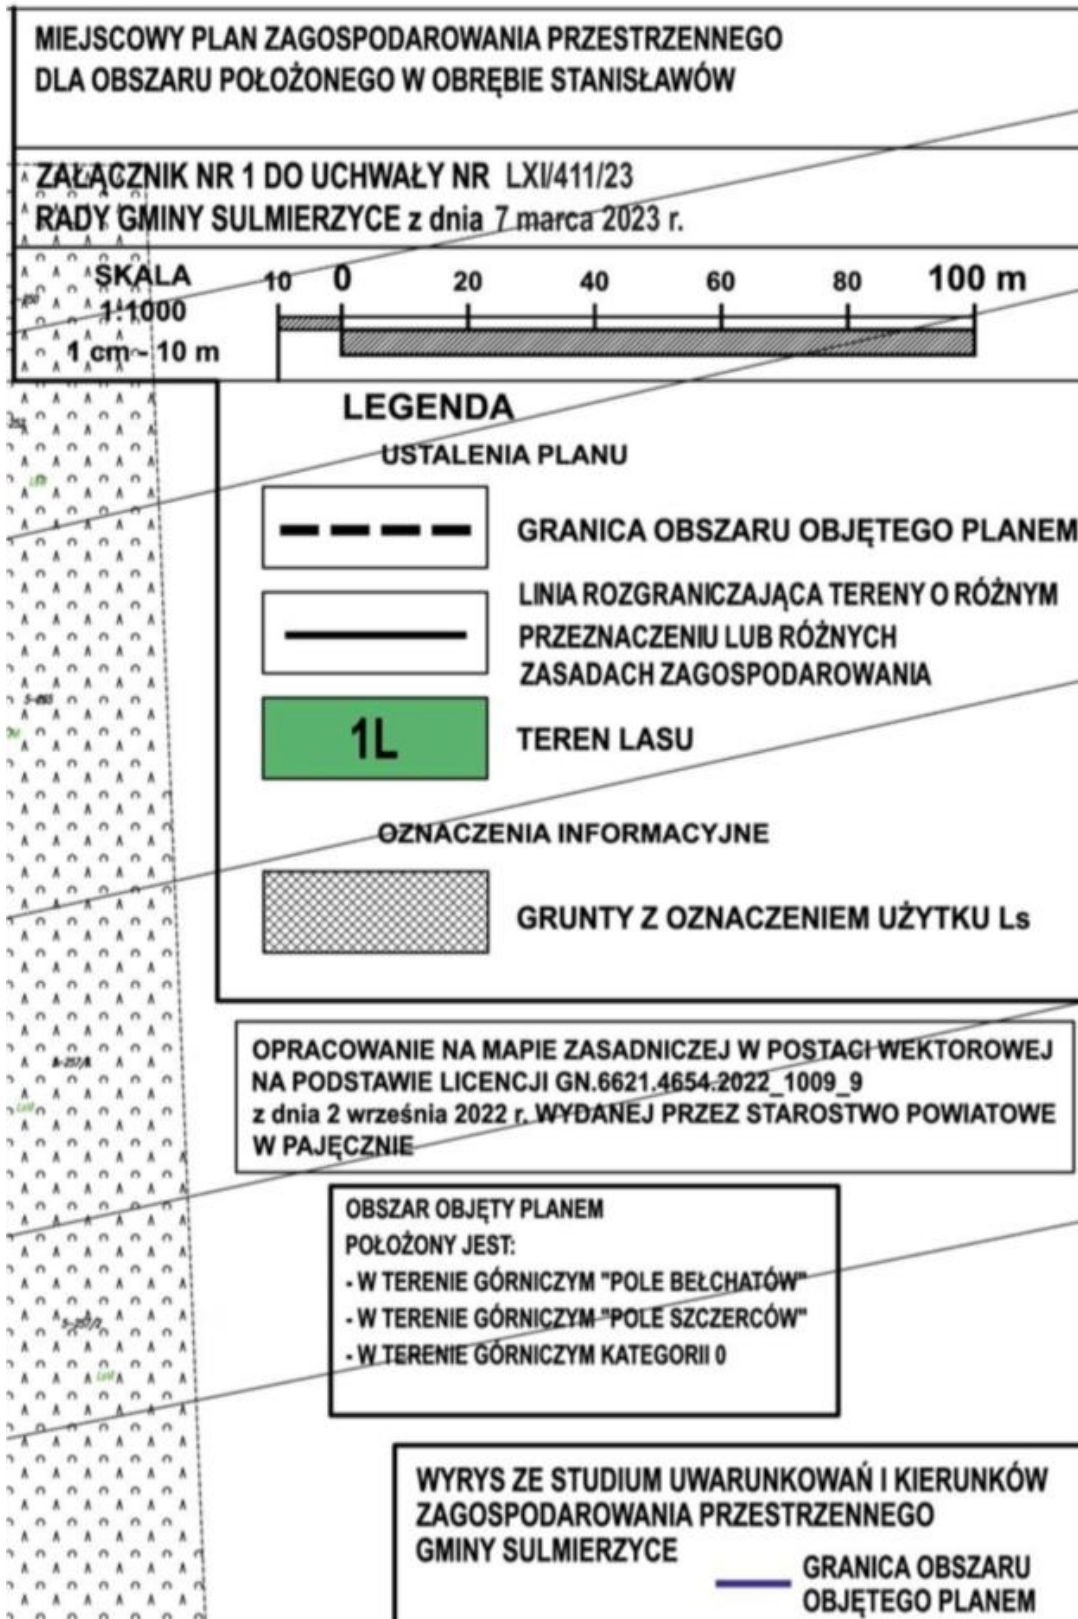 MIEJSCOWY PLAN ZAGOSPODAROWANIA PRZESTRZENNEGO
DLA OBSZARU POŁOŻONEGO W OBRĘBIE STANISŁAWÓW
ZAŁĄCZNIK NR 1 DO UCHWAŁY NR LXI/411/23
RADY GMINY SULMIERZYCE z dnia 7 marca 2023 r.
SKALA
1:1000
1 cm - 10 m
10 0 20 40 60 80 100 m
LEGENDA
USTALENIA PLANU
GRANICA OBSZARU OBJĘTEGO PLANEM
LINIA ROZGRANICZAJĄCA TERENY O RÓŻNYM
PRZEZNACZENIU LUB RÓŻNYCH
ZASADACH ZAGOSPODAROWANIA
1L
TEREN LASU
OZNACZENIA INFORMACYJNE
GRUNTY Z OZNACZENIEM UŻYTKU Ls
OPRACOWANIE NA MAPIE ZASADNICZEJ W POSTACI WEKTOROWEJ
NA PODSTAWIE LICENCJI GN.6621.4654.2022_1009_9
z dnia 2 września 2022 r. WYDANEJ PRZEZ STAROSTWO POWIATOWE
W PAJĘCZNIE
OBSZAR OBJĘTY PLANEM
POŁOŻONY JEST:
- W TERENIE GÓRNICZYM "POLE BEŁCHATÓW"
- W TERENIE GÓRNICZYM "POLE SZCZERCÓW"
- W TERENIE GÓRNICZYM KATEGORII 0
WYRYS ZE STUDIUM UWARUNKOWAŃ I KIERUNKÓW
ZAGOSPODAROWANIA PRZESTRZENNEGO
GMINY SULMIERZYCE
GRANICA OBSZARU
OBJĘTEGO PLANEM